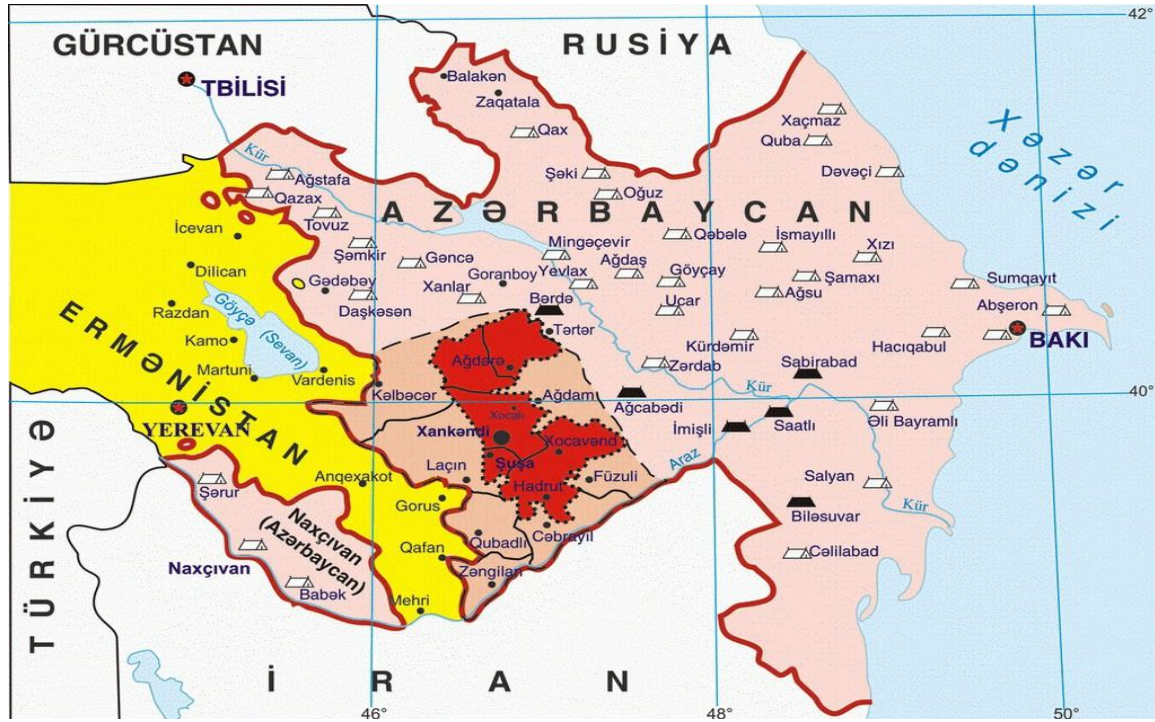 42°
GÜRCÜSTAN
RUSİYA
TBİLİSİ
Balakən
Zaqatala
Qax
Xaçmaz
Quba
Xəzər
dənizi
Kür
Ağstafa
Şəki
Dəvəçi
Qazax
Oğuz
Tovuz
AZƏRBAYCAN
İcevan
Şəmkir
Mingəçevir
Qəbələ
İsmayıllı
Xızı
Dilican
Gəncə
Goranboy
Yevlax
Ağdaş
Göyçay
Şamaxı
Sumqayıt
Gədəbəy
Xanlar
Daşkəsən
Bərdə
Ucar
Ağsu
Abşeron
Razdan
Göyçə (Sevan)
Kamo
Tərtər
Kürdəmir
Hacıqabul
BAKI
Martuni
Vardenis
Ağdərə
Zərdab
Sabirabad
ERMƏNİSTAN
Kəlbəcər
Ağdam
Ağcabədi
Kür
40°
YEREVAN
Xocalı
Xankəndi
Xocavənd
İmişli
Saatlı
Əli Bayramlı
TÜRKİYƏ
Şuşa
Araz
Laçın
Füzuli
Salyan
Anqexakot
Şərur
Hadrut
Gorus
Kür
Biləsuvar
Naxçıvan
(Azərbaycan)
Qubadlı
Cəbrayıl
Qafan
Cəlilabad
Naxçıvan
Zəngilan
Babək
Mehri
İRAN
46°
48°
50°